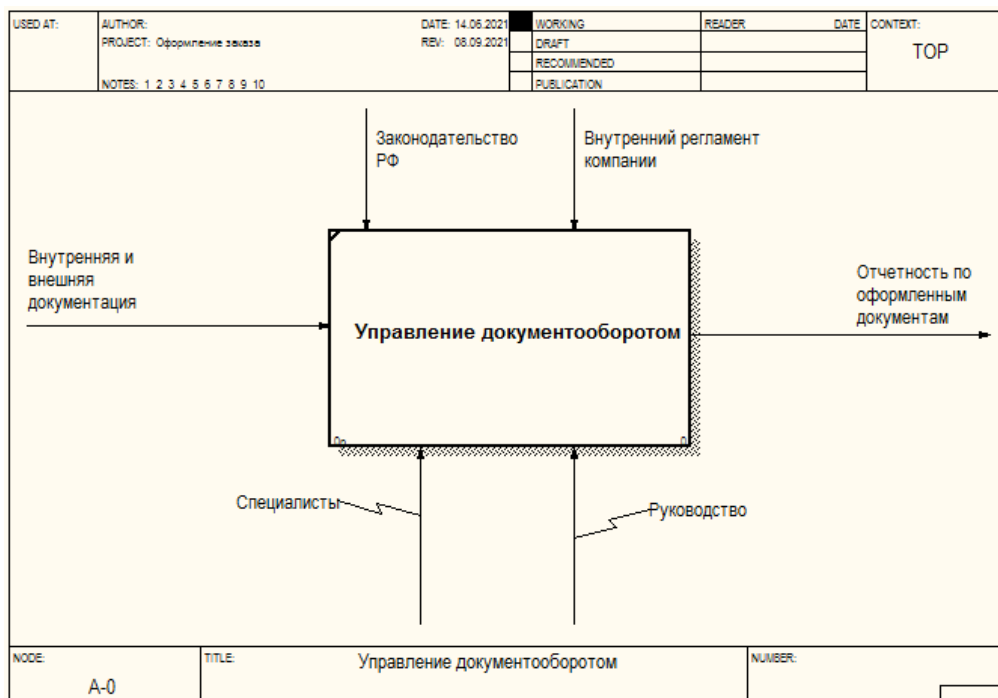 USED AT:
AUTHOR:
DATE: 14.06.2021
WORKING
READER
DATE
CONTEXT:
PROJECT: Оформление заказа
REV: 08.09.2021
DRAFT
TOP
RECOMMENDED
NOTES: 1 2 3 4 5 6 7 8 9 10
PUBLICATION
Законодательство
РФ
Внутренний регламент
компании
Внутренняя и
внешняя
документация
Управление документооборотом
Отчетность по
оформленным
документам
0р.
0
Специалисты
Руководство
NODE:
A-0
TITLE:
Управление документооборотом
NUMBER: